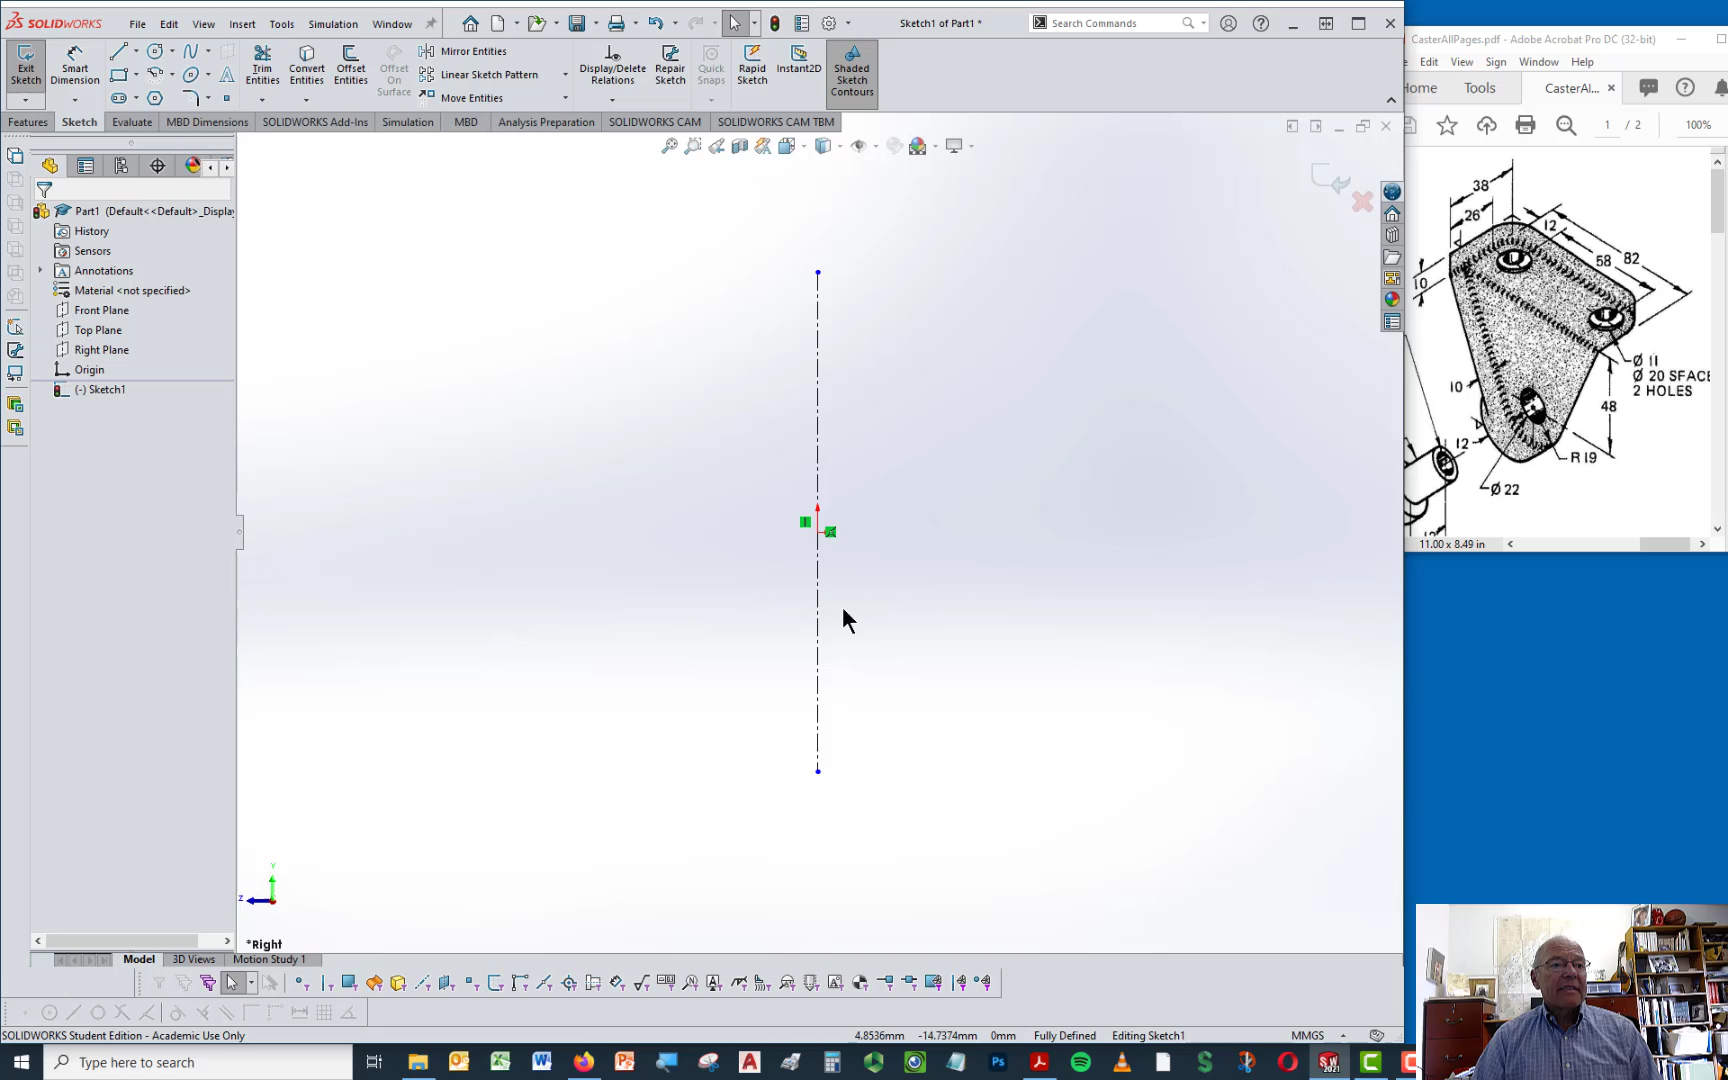 SOLIDWORKS
File Edit View Insert Tools Simulation Window
Sketch1 of Part1 *
Search Commands
CasterAllPages.pdf - Adobe Acrobat Pro DC (32-bit)
Edit View Sign Window Help
Home Tools CasterAl...
1 / 2 100%
Exit Sketch
Smart Dimension
Trim Entities
Convert Entities
Offset Entities
Offset On Surface
Mirror Entities
Linear Sketch Pattern
Move Entities
Display/Delete Relations
Repair Sketch
Quick Snaps
Rapid Sketch
Instant2D
Shaded Sketch Contours
Features Sketch Evaluate MBD Dimensions SOLIDWORKS Add-Ins Simulation MBD Analysis Preparation SOLIDWORKS CAM SOLIDWORKS CAM TBM
Part1 (Default<<Default>_Display
History
Sensors
Annotations
Material <not specified>
Front Plane
Top Plane
Right Plane
Origin
(-) Sketch1
38
26
12
58
82
10
Ø 11
Ø 20 SPACE
2 HOLES
10
48
12
R 19
Ø 22
11.00 x 8.49 in
Y
Z
*Right
Model 3D Views Motion Study 1
SOLIDWORKS Student Edition - Academic Use Only
4.8536mm -14.7374mm 0mm Fully Defined Editing Sketch1 MMGS
Type here to search